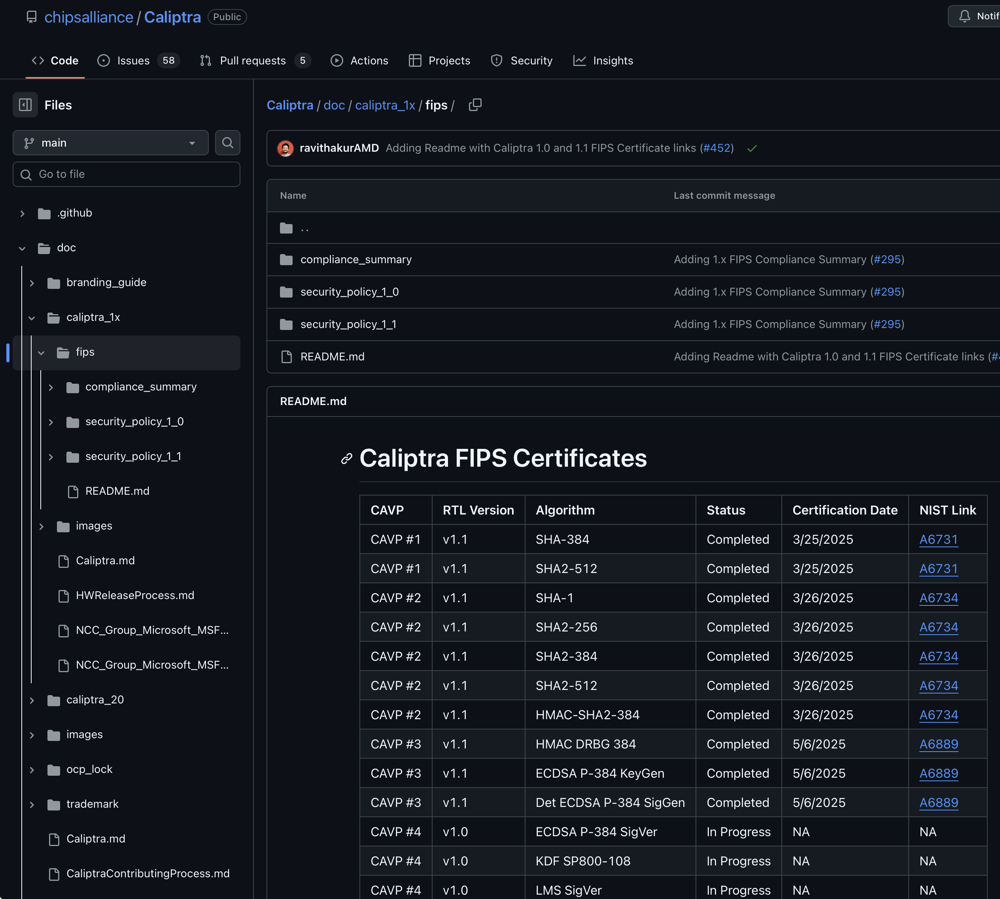 chipsalliance / Caliptra Public
Notif
Code Issues 58 Pull requests 5 Actions Projects Security Insights
Files
main
Go to file
.github
doc
branding_guide
caliptra_1x
fips
compliance_summary
security_policy_1_0
security_policy_1_1
README.md
images
Caliptra.md
HWReleaseProcess.md
NCC_Group_Microsoft_MSF...
NCC_Group_Microsoft_MSF...
caliptra_20
images
ocp_lock
trademark
Caliptra.md
CaliptraContributingProcess.md
Caliptra / doc / caliptra_1x / fips /
ravithakurAMD Adding Readme with Caliptra 1.0 and 1.1 FIPS Certificate links (#452)
Name Last commit message
..
compliance_summary Adding 1.x FIPS Compliance Summary (#295)
security_policy_1_0 Adding 1.x FIPS Compliance Summary (#295)
security_policy_1_1 Adding 1.x FIPS Compliance Summary (#295)
README.md Adding Readme with Caliptra 1.0 and 1.1 FIPS Certificate links (#4
README.md
Caliptra FIPS Certificates
CAVP RTL Version Algorithm Status Certification Date NIST Link
CAVP #1 v1.1 SHA-384 Completed 3/25/2025 A6731
CAVP #1 v1.1 SHA2-512 Completed 3/25/2025 A6731
CAVP #2 v1.1 SHA-1 Completed 3/26/2025 A6734
CAVP #2 v1.1 SHA2-256 Completed 3/26/2025 A6734
CAVP #2 v1.1 SHA2-384 Completed 3/26/2025 A6734
CAVP #2 v1.1 SHA2-512 Completed 3/26/2025 A6734
CAVP #2 v1.1 HMAC-SHA2-384 Completed 3/26/2025 A6734
CAVP #3 v1.1 HMAC DRBG 384 Completed 5/6/2025 A6889
CAVP #3 v1.1 ECDSA P-384 KeyGen Completed 5/6/2025 A6889
CAVP #3 v1.1 Det ECDSA P-384 SigGen Completed 5/6/2025 A6889
CAVP #4 v1.0 ECDSA P-384 SigVer In Progress NA NA
CAVP #4 v1.0 KDF SP800-108 In Progress NA NA
CAVP #4 v1.0 LMS SigVer In Progress NA NA